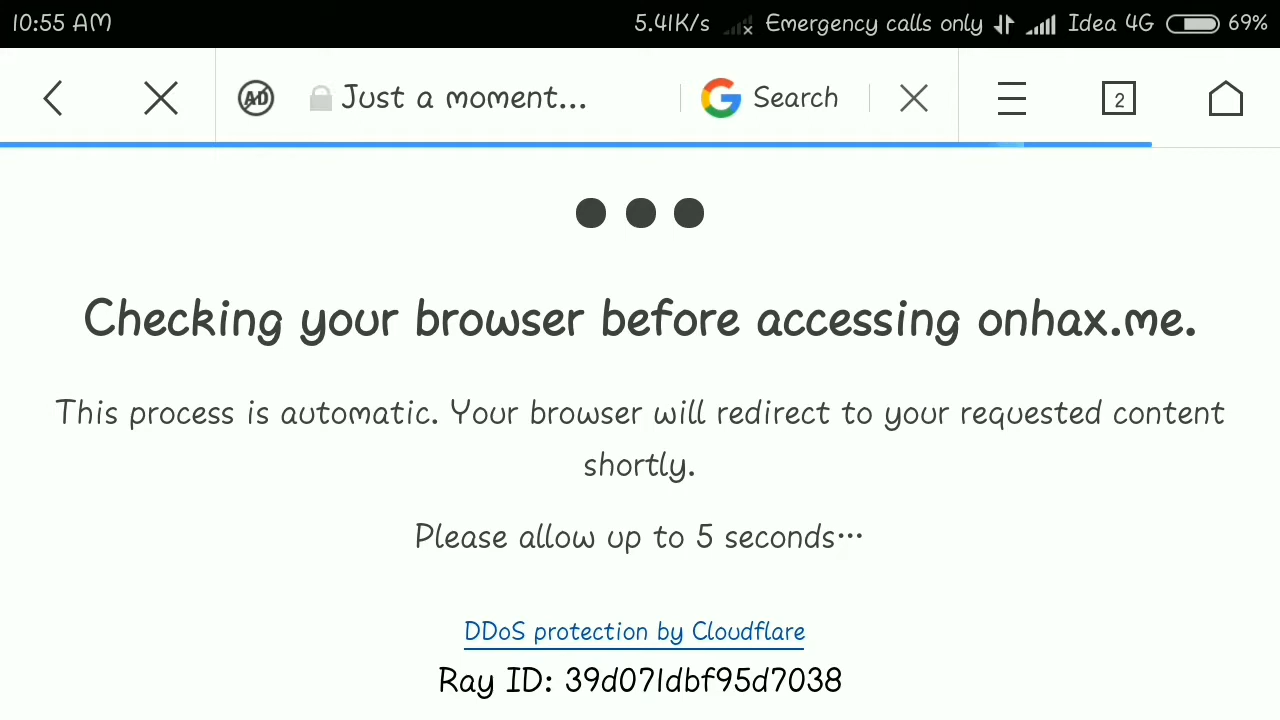 10:55 AM 5.41K/s Emergency calls only Idea 4G 69%
AD Just a moment... Search 2
Checking your browser before accessing onhax.me.
This process is automatic. Your browser will redirect to your requested content
shortly.
Please allow up to 5 seconds…
DDoS protection by Cloudflare
Ray ID: 39d071dbf95d7038